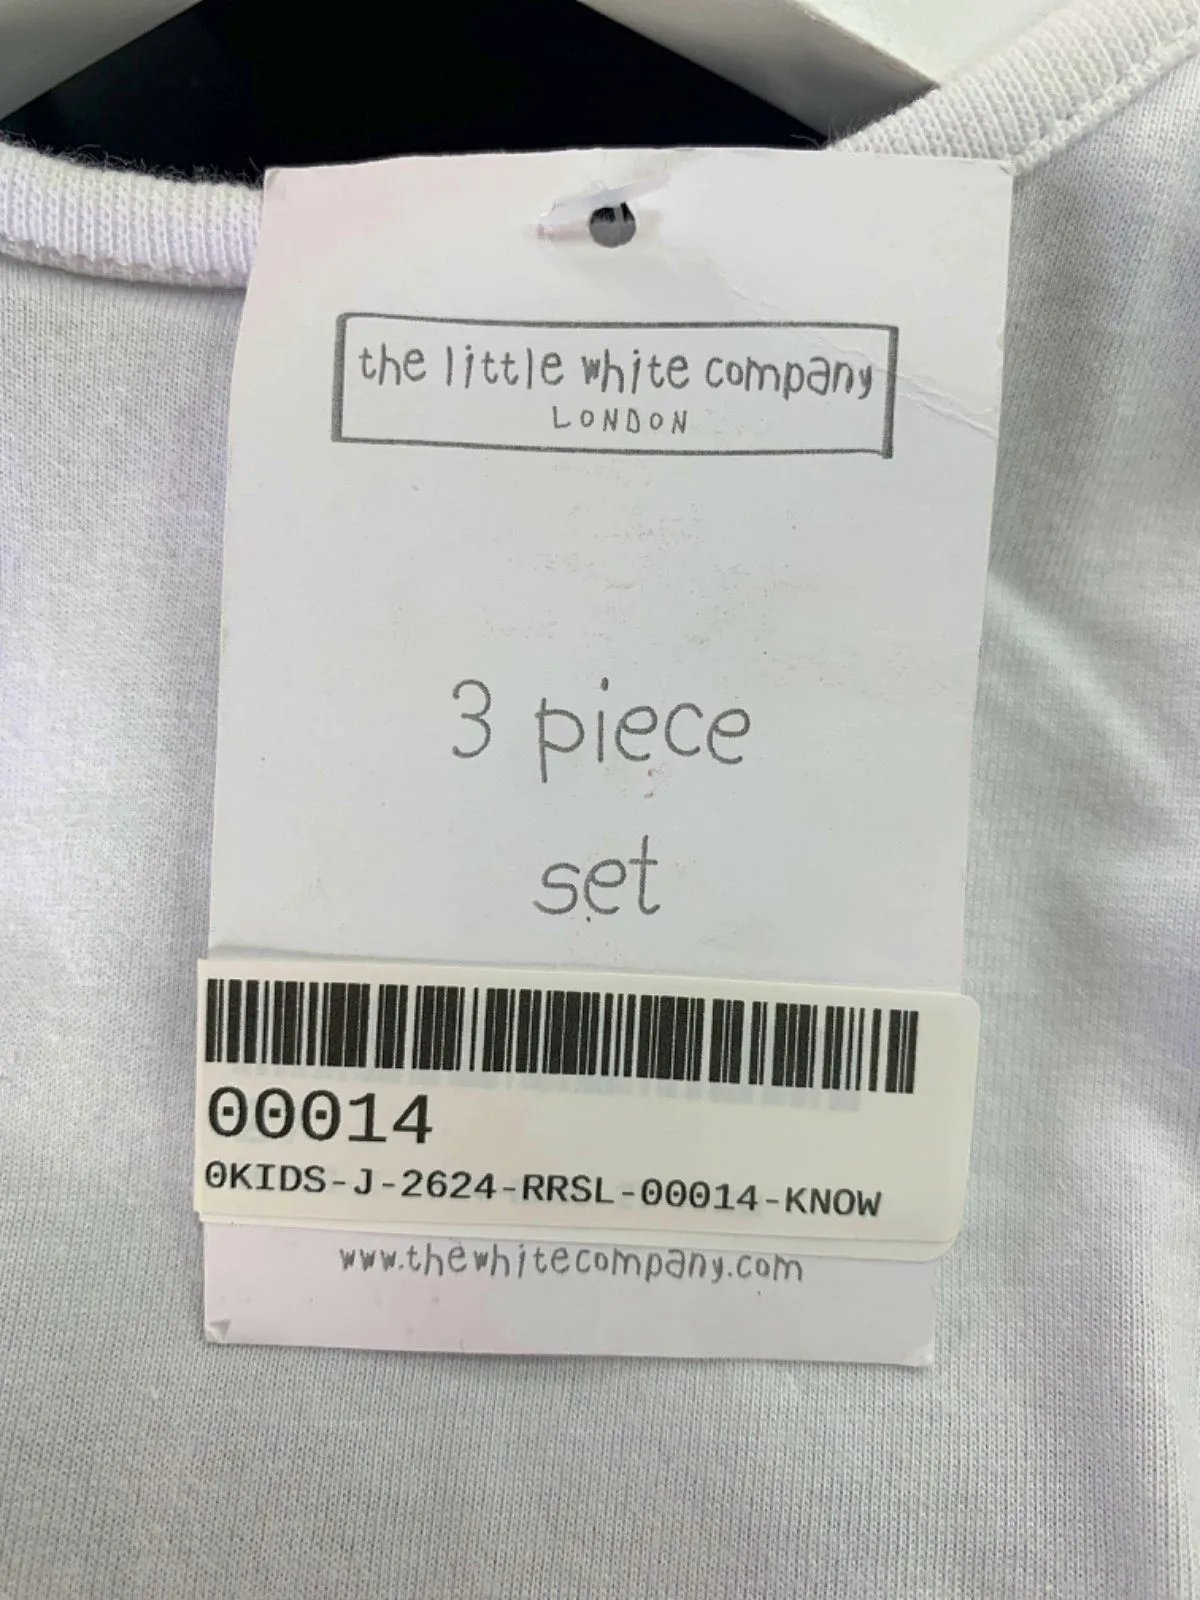 the little white company
LONDON
3 piece
set
00014
0KIDS-J-2624-RRSL-00014-KNOW
www.thewhitecompany.com